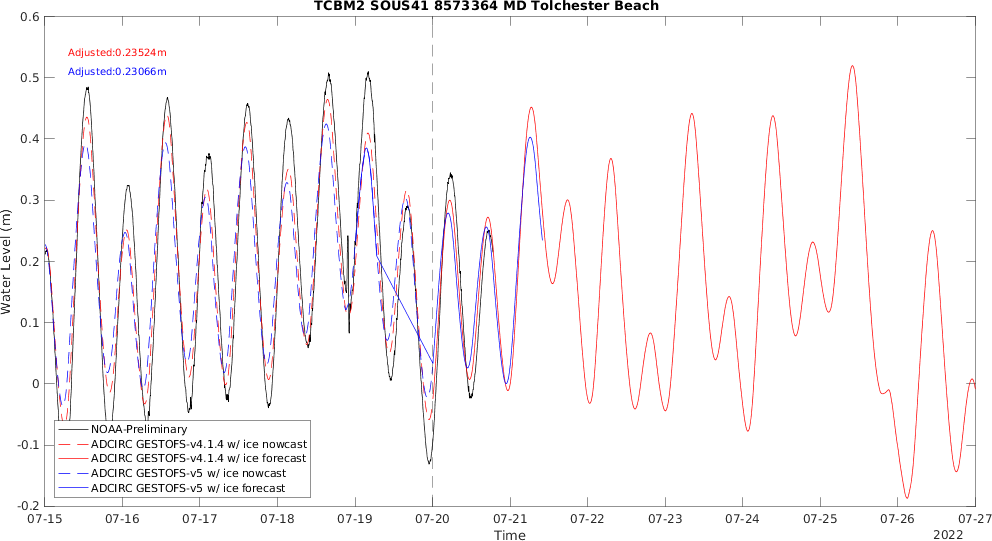 TCBM2 SOUS41 8573364 MD Tolchester Beach
0.6
0.5
0.4
0.3
0.2
0.1
0
-0.1
-0.2
Water Level (m)
Adjusted:0.23524m
Adjusted:0.23066m
NOAA-Preliminary
ADCIRC GESTOFS-v4.1.4 w/ ice nowcast
ADCIRC GESTOFS-v4.1.4 w/ ice forecast
ADCIRC GESTOFS-v5 w/ ice nowcast
ADCIRC GESTOFS-v5 w/ ice forecast
07-15 07-16 07-17 07-18 07-19 07-20 07-21 07-22 07-23 07-24 07-25 07-26 07-27
Time
2022